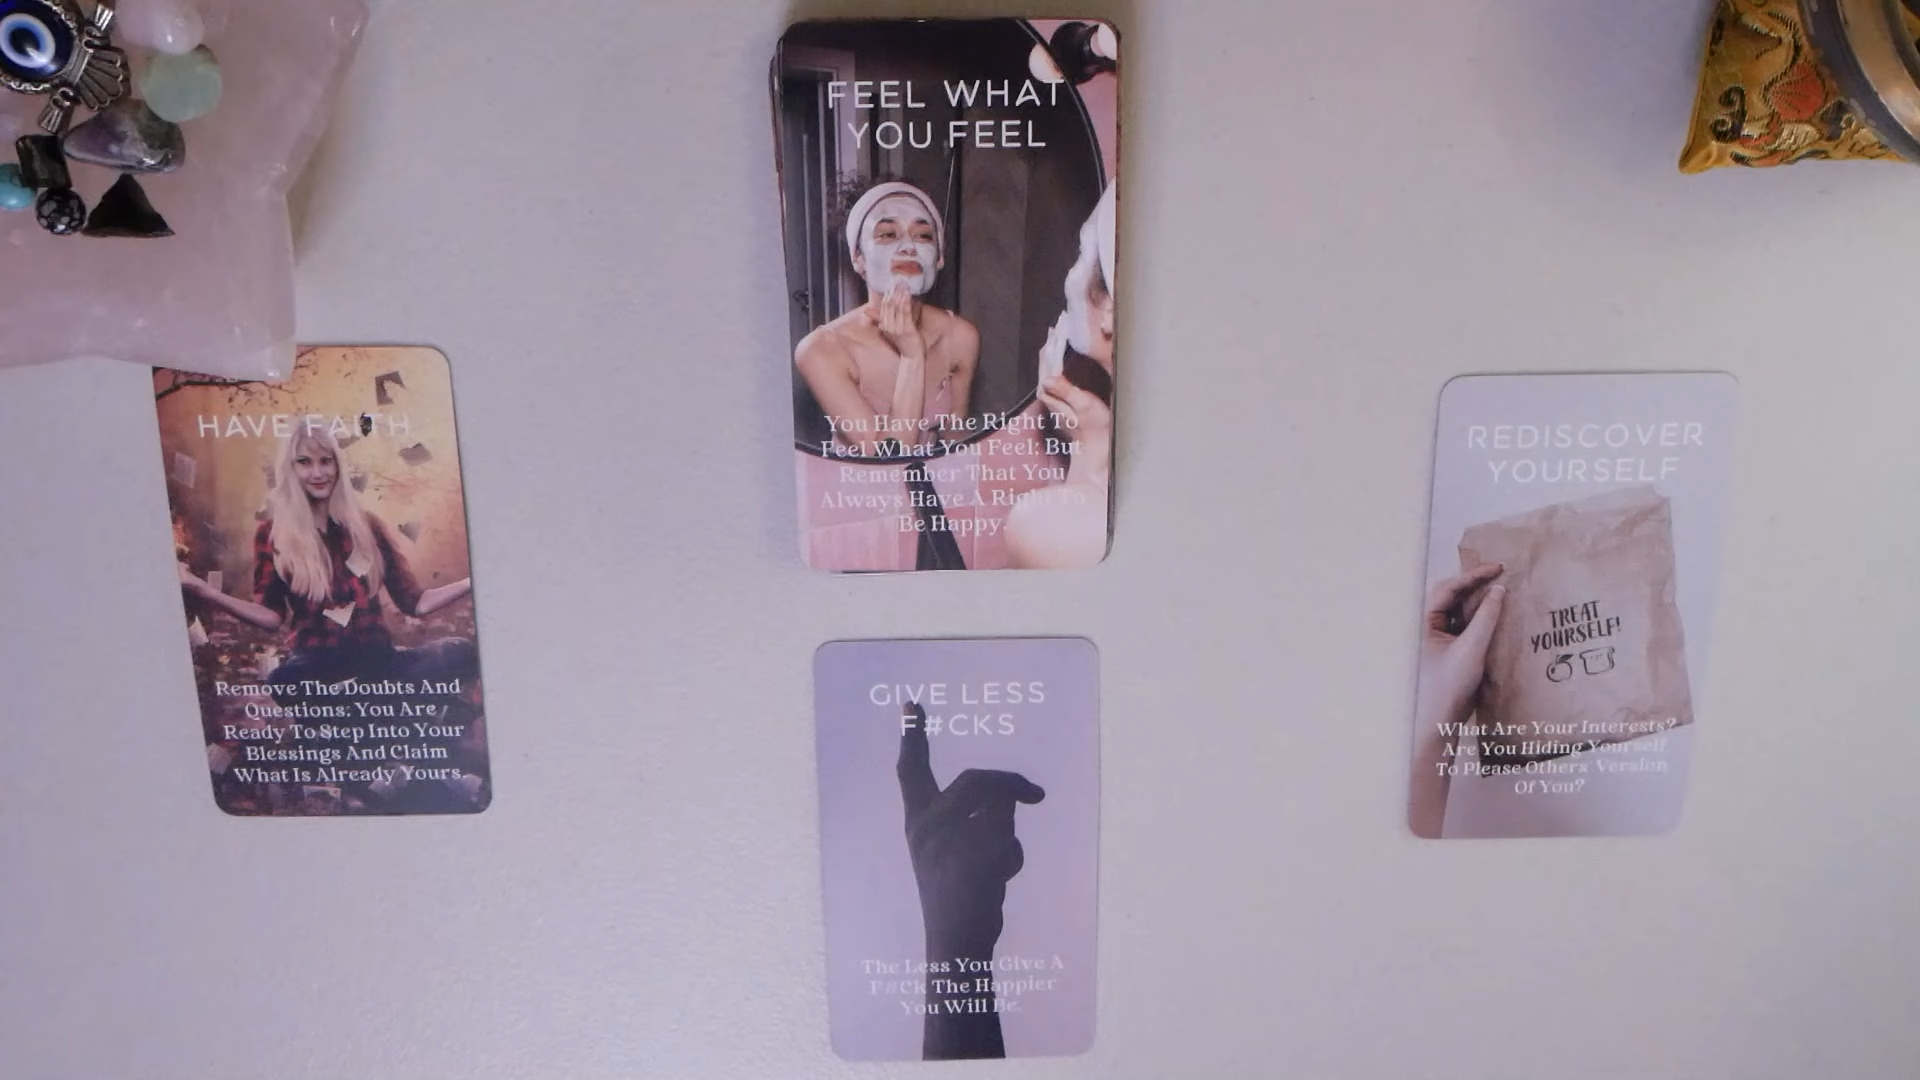 FEEL WHAT
YOU FEEL
You Have The Right To
Feel What You Feel; But
Remember That You
Always Have A Right To
Be Happy.
HAVE FAITH
Remove The Doubts And
Questions; You Are
Ready To Step Into Your
Blessings And Claim
What Is Already Yours.
GIVE LESS
F#CKS
The Less You Give A
F#Ck The Happier
You Will Be.
REDISCOVER
YOURSELF
TREAT
YOURSELF!
What Are Your Interests?
Are You Hiding Yourself
To Please Others' Version
Of You?